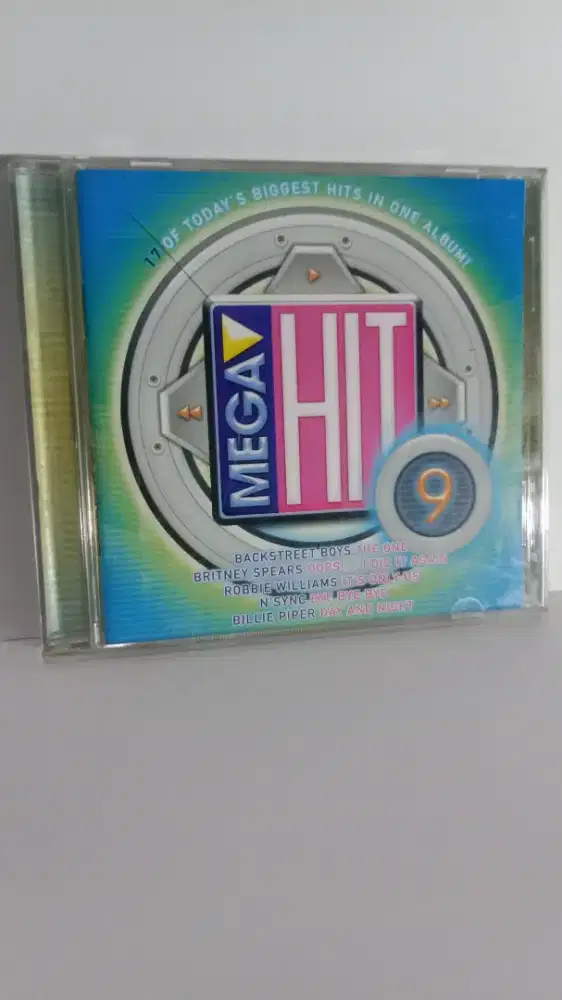 17 OF TODAY'S BIGGEST HITS IN ONE ALBUM!
MEGA
HIT
9
BACKSTREET BOYS THE ONE
BRITNEY SPEARS OOPS!... I DID IT AGAIN
ROBBIE WILLIAMS IT'S ONLY US
N SYNC BYE BYE BYE
BILLIE PIPER DAY AND NIGHT